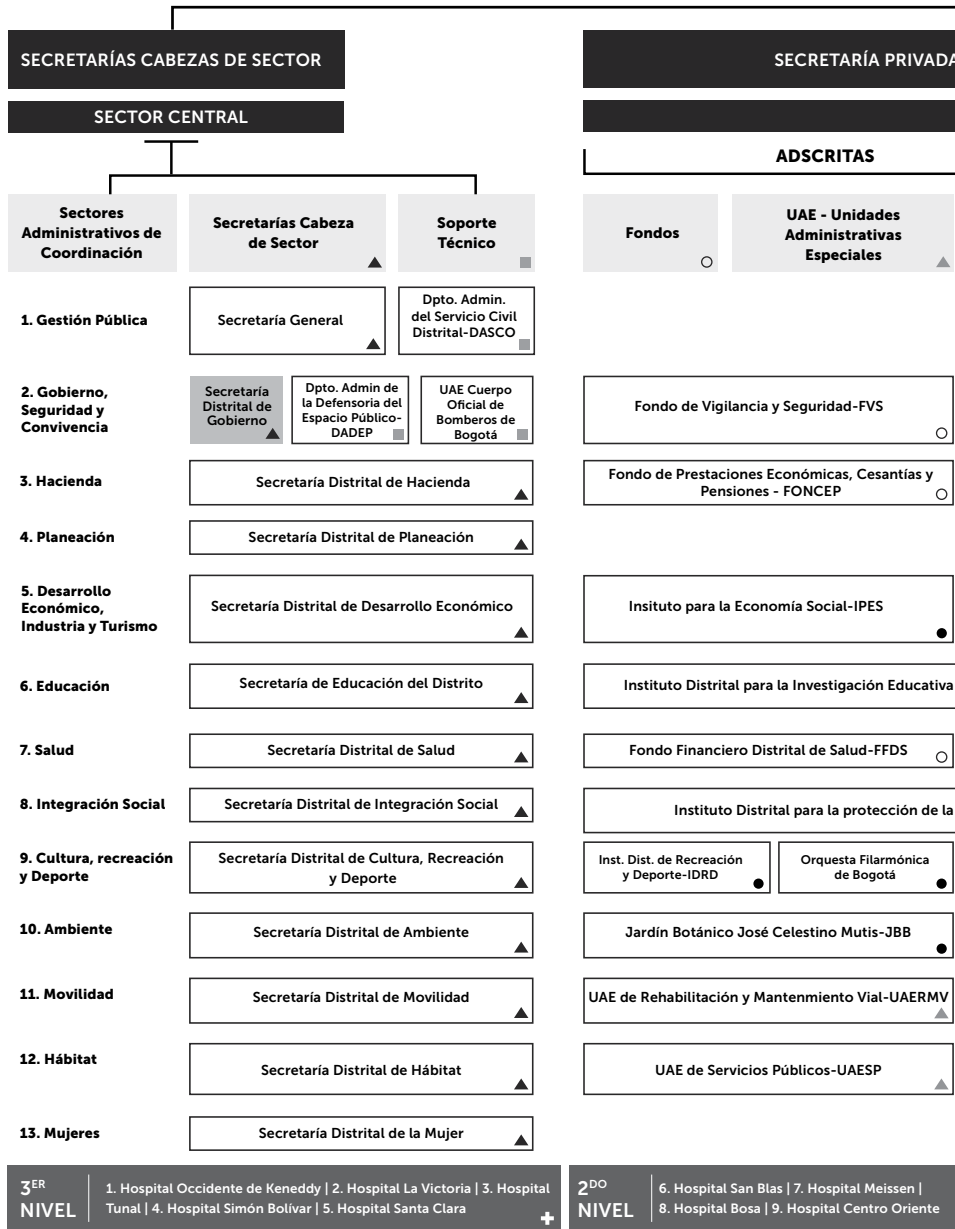 SECRETARÍAS CABEZAS DE SECTOR
SECRETARÍA PRIVADA
SECTOR CENTRAL
ADSCRITAS
Sectores
Administrativos de
Coordinación
Secretarías Cabeza
de Sector
Soporte
Técnico
Fondos
UAE - Unidades
Administrativas
Especiales
1. Gestión Pública
Secretaría General
Dpto. Admin.
del Servicio Civil
Distrital-DASCO
2. Gobierno,
Seguridad y
Convivencia
Secretaría
Distrital de
Gobierno
Dpto. Admin de
la Defensoria del
Espacio Público-
DADEP
UAE Cuerpo
Oficial de
Bomberos de
Bogotá
Fondo de Vigilancia y Seguridad-FVS
3. Hacienda
Secretaría Distrital de Hacienda
Fondo de Prestaciones Económicas, Cesantías y
Pensiones - FONCEP
4. Planeación
Secretaría Distrital de Planeación
5. Desarrollo
Económico,
Industria y Turismo
Secretaría Distrital de Desarrollo Económico
Insituto para la Economía Social-IPES
6. Educación
Secretaría de Educación del Distrito
Instituto Distrital para la Investigación Educativa
7. Salud
Secretaría Distrital de Salud
Fondo Financiero Distrital de Salud-FFDS
8. Integración Social
Secretaría Distrital de Integración Social
Instituto Distrital para la protección de la
9. Cultura, recreación
y Deporte
Secretaría Distrital de Cultura, Recreación
y Deporte
Inst. Dist. de Recreación
y Deporte-IDRD
Orquesta Filarmónica
de Bogotá
10. Ambiente
Secretaría Distrital de Ambiente
Jardín Botánico José Celestino Mutis-JBB
11. Movilidad
Secretaría Distrital de Movilidad
UAE de Rehabilitación y Mantenmiento Vial-UAERMV
12. Hábitat
Secretaría Distrital de Hábitat
UAE de Servicios Públicos-UAESP
13. Mujeres
Secretaría Distrital de la Mujer
3ER
NIVEL
1. Hospital Occidente de Keneddy | 2. Hospital La Victoria | 3. Hospital
Tunal | 4. Hospital Simón Bolívar | 5. Hospital Santa Clara
2DO
NIVEL
6. Hospital San Blas | 7. Hospital Meissen |
8. Hospital Bosa | 9. Hospital Centro Oriente